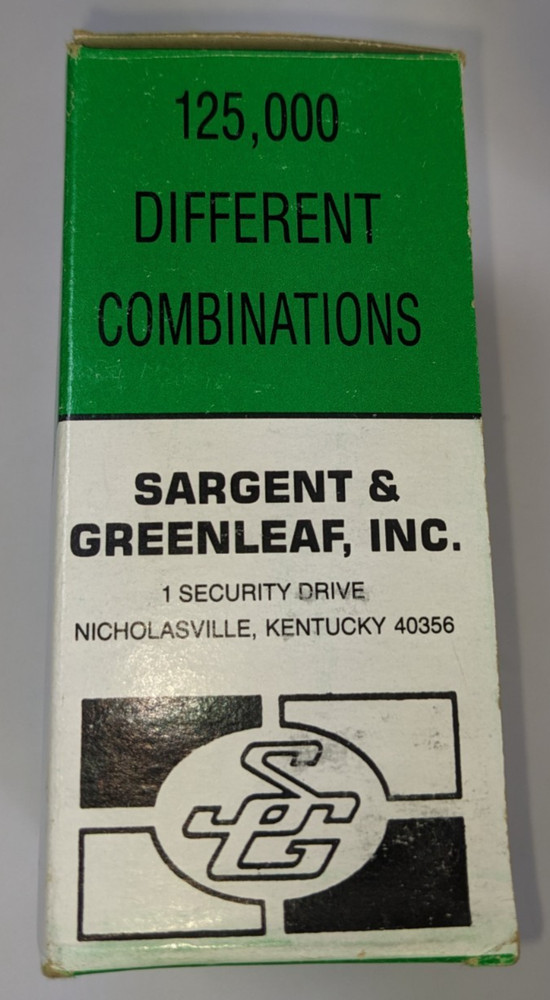 125,000
DIFFERENT
COMBINATIONS
SARGENT &
GREENLEAF, INC.
1 SECURITY DRIVE
NICHOLASVILLE, KENTUCKY 40356
S&G